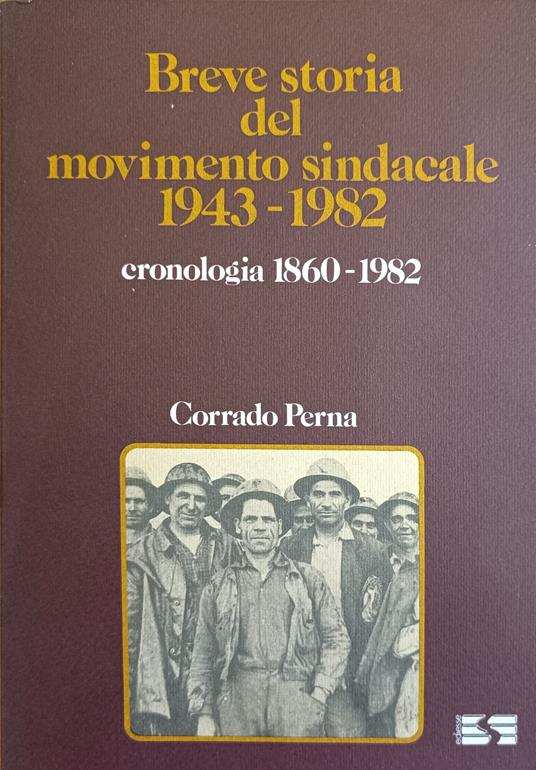 Breve storia
del
movimento sindacale
1943-1982
cronologia 1860-1982
Corrado Perna
ediesse